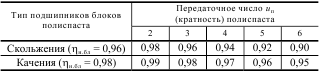 Тип подшипников блоков полиспаста
Передаточное число uп (кратность) полиспаста
2 3 4 5 6
Скольжения (ηп.бл = 0,96) 0,98 0,96 0,94 0,92 0,90
Качения (ηп.бл = 0,98) 0,99 0,98 0,97 0,96 0,95